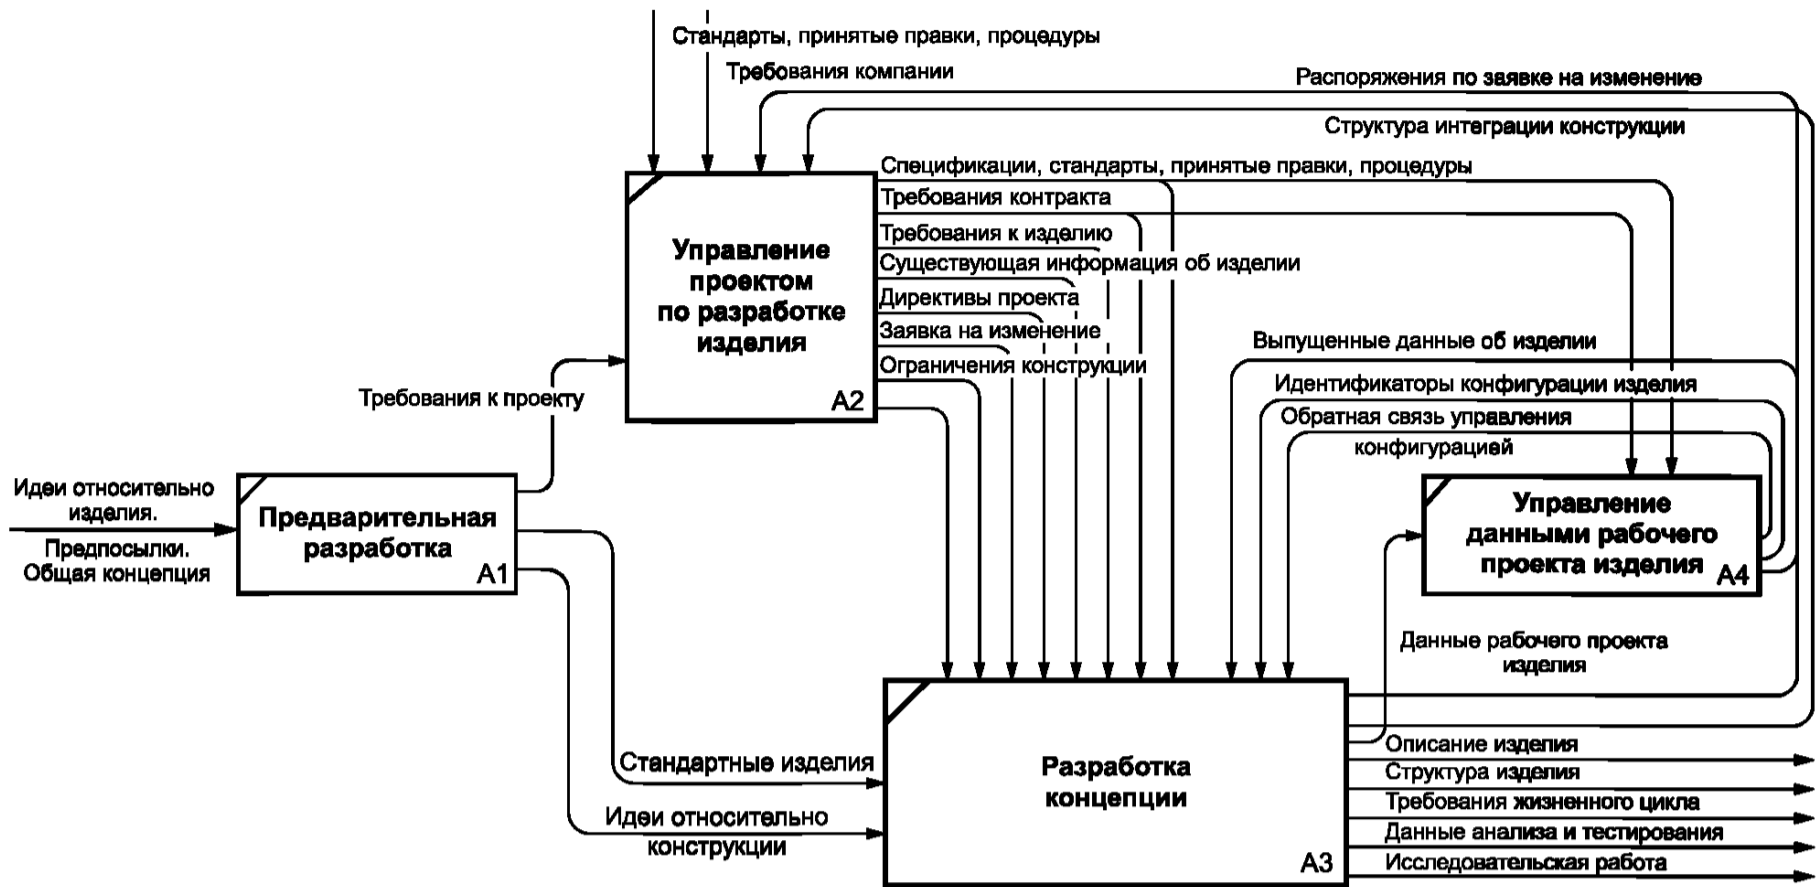 Стандарты, принятые правки, процедуры
Требования компании
Распоряжения по заявке на изменение
Структура интеграции конструкции
Спецификации, стандарты, принятые правки, процедуры
Требования контракта
Требования к изделию
Существующая информация об изделии
Директивы проекта
Заявка на изменение
Ограничения конструкции
Управление
проектом
по разработке
изделия
A2
Требования к проекту
Выпущенные данные об изделии
Идентификаторы конфигурации изделия
Обратная связь управления
конфигурацией
Идеи относительно
изделия.
Предпосылки.
Общая концепция
Предварительная
разработка
A1
Управление
данными рабочего
проекта изделия
A4
Данные рабочего проекта
изделия
Стандартные изделия
Идеи относительно
конструкции
Разработка
концепции
A3
Описание изделия
Структура изделия
Требования жизненного цикла
Данные анализа и тестирования
Исследовательская работа